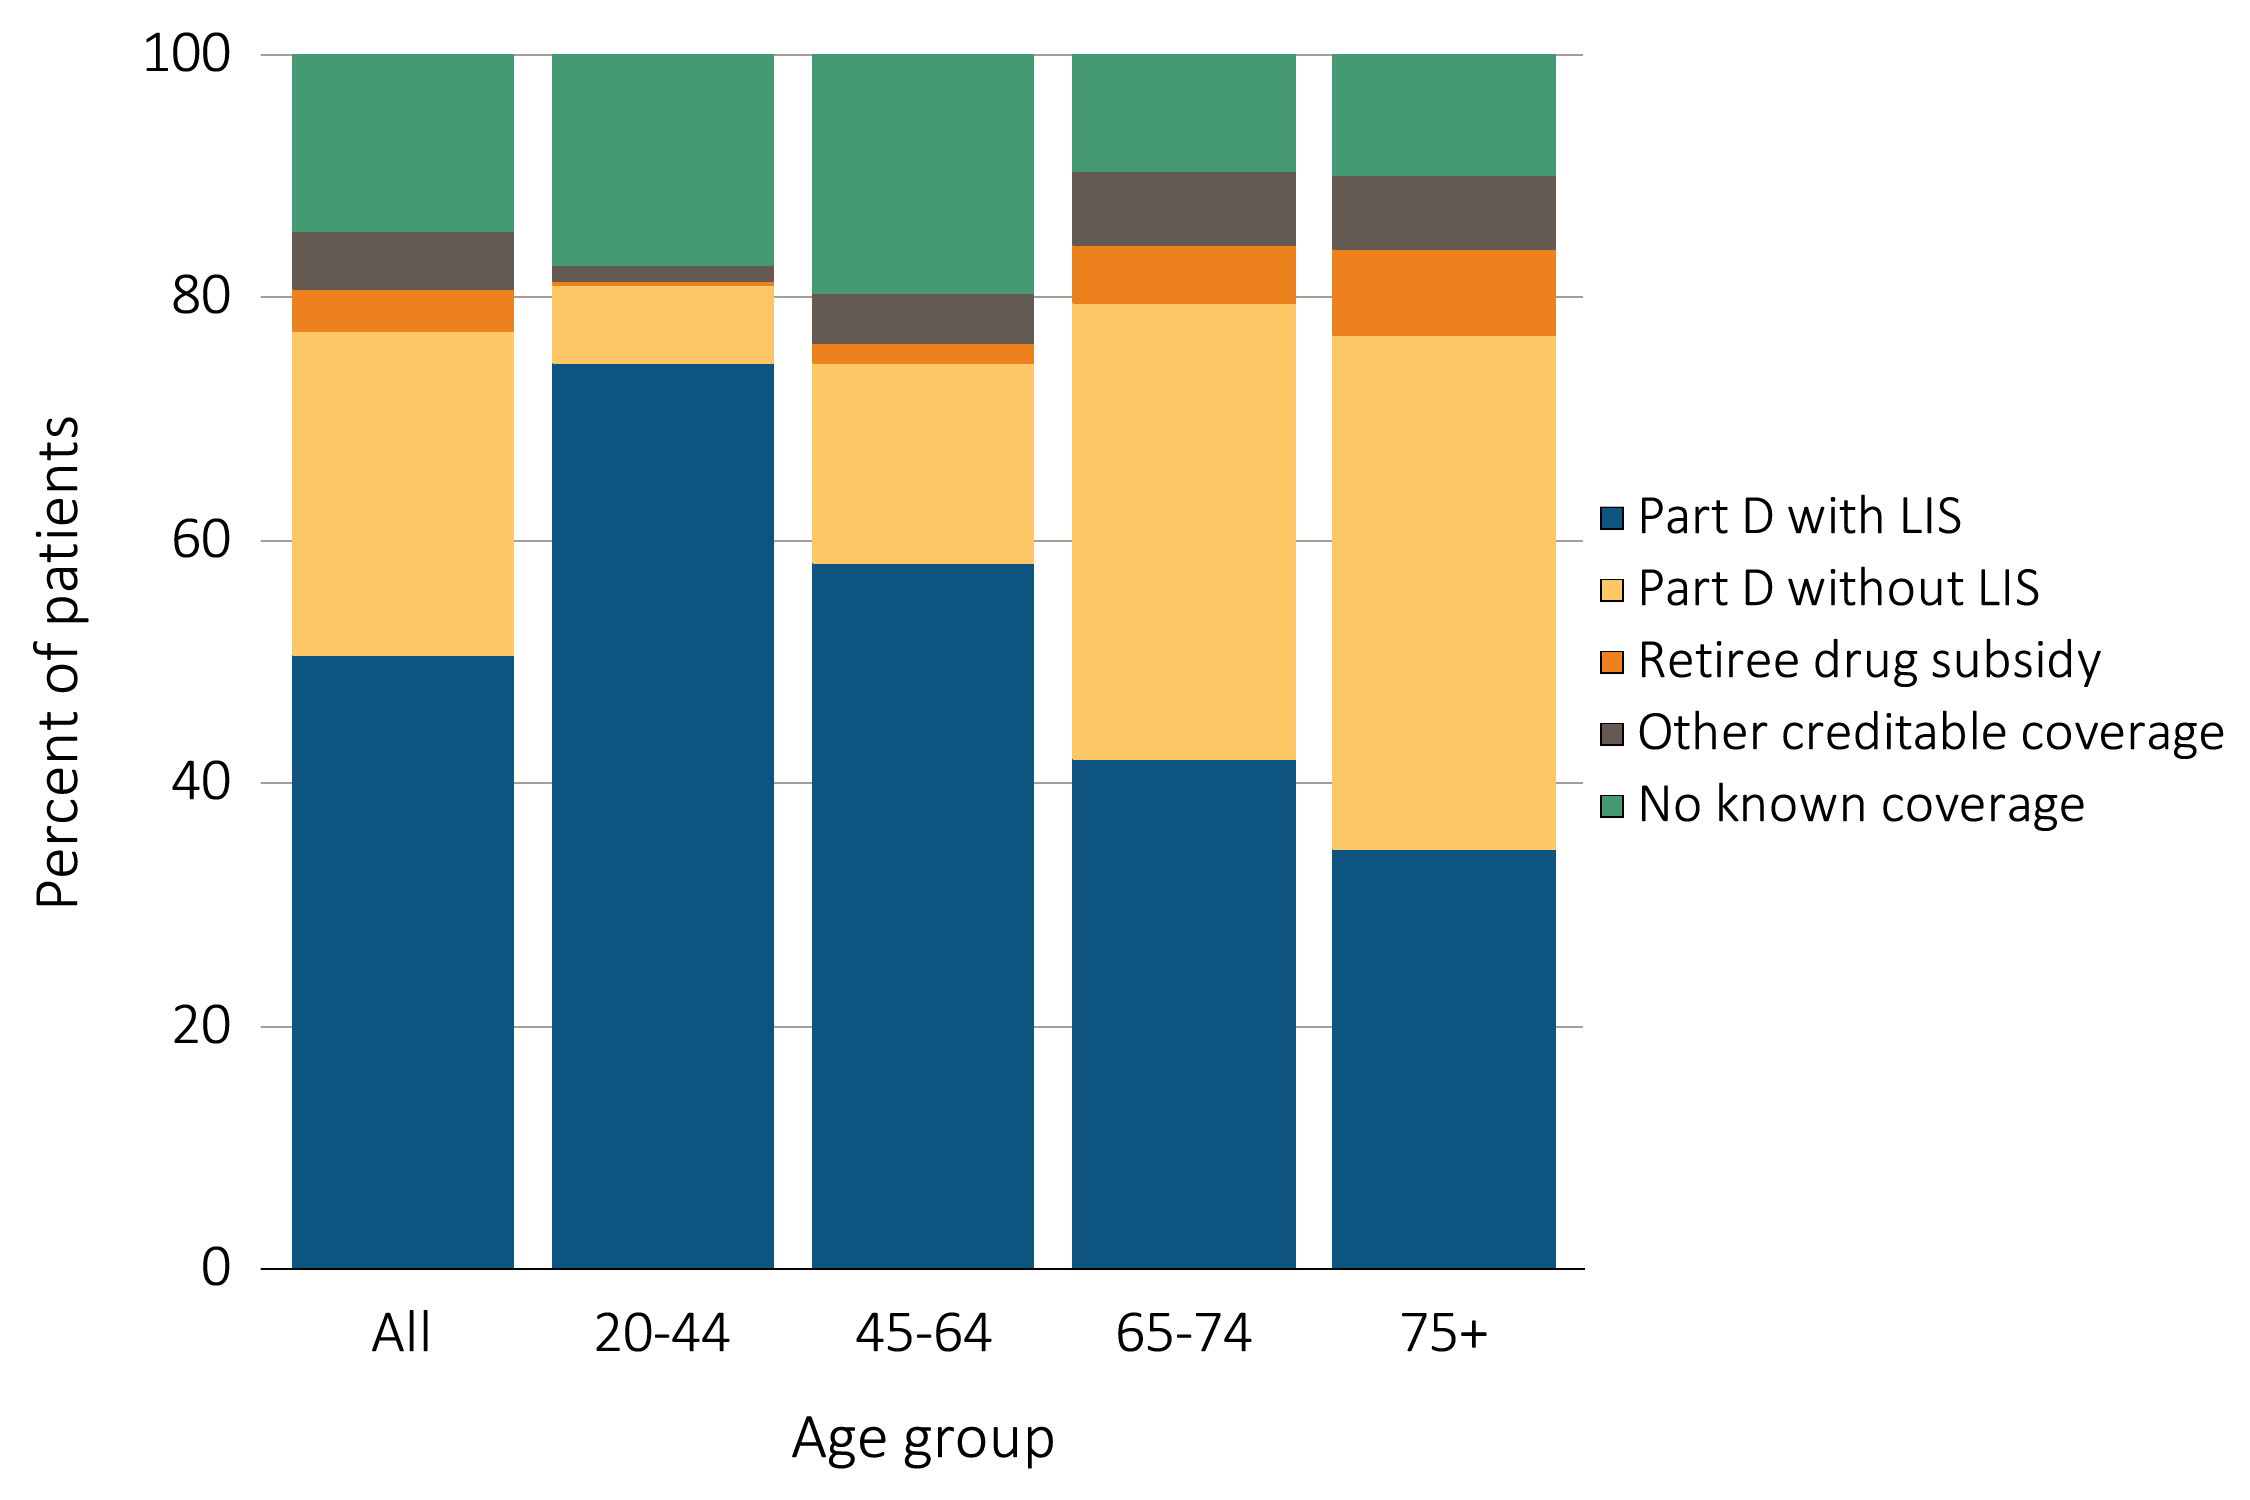 Percent of patients
100
80
60
40
20
0
All
20-44
45-64
65-74
75+
Age group
Part D with LIS
Part D without LIS
Retiree drug subsidy
Other creditable coverage
No known coverage